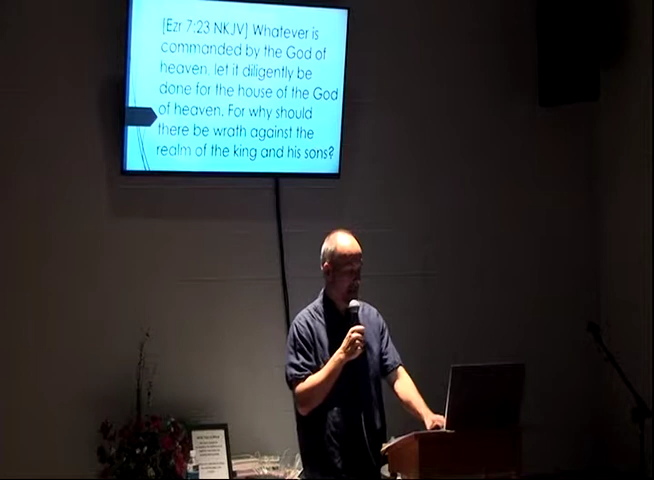 [Ezr 7:23 NKJV] Whatever is
commanded by the God of
heaven, let it diligently be
done for the house of the God
of heaven. For why should
there be wrath against the
realm of the king and his sons?